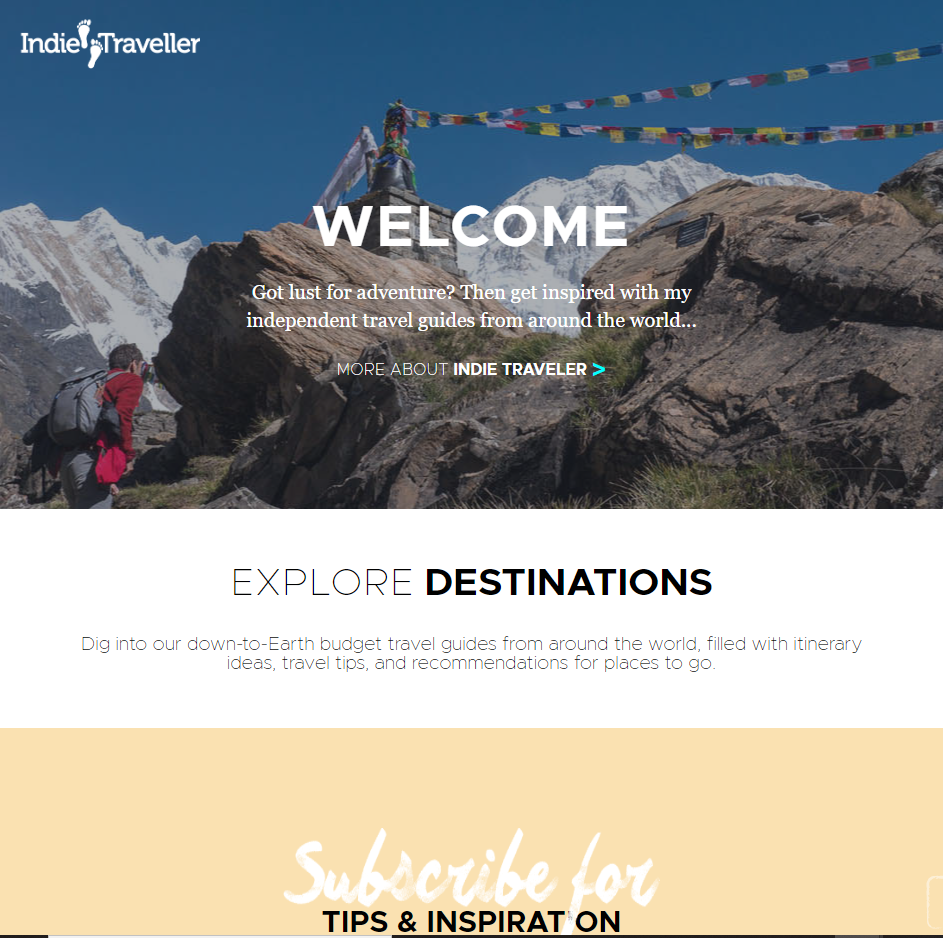 Indie Traveller
WELCOME
Got lust for adventure? Then get inspired with my
independent travel guides from around the world...
MORE ABOUT INDIE TRAVELER >
EXPLORE DESTINATIONS
Dig into our down-to-Earth budget travel guides from around the world, filled with itinerary
ideas, travel tips, and recommendations for places to go.
Subscribe for
TIPS & INSPIRATION